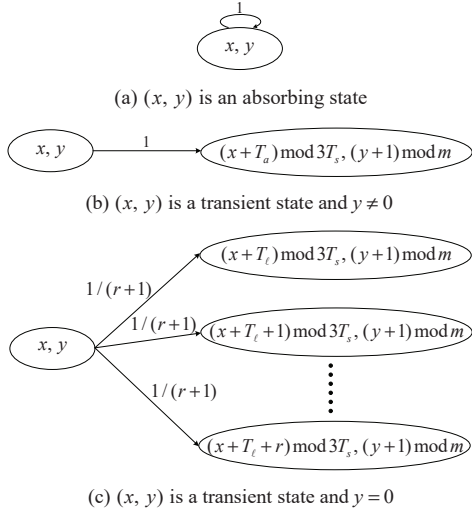 1
x, y
(a) (x, y) is an absorbing state
x, y
1
(x + T_a) mod 3T_s, (y + 1) mod m
(b) (x, y) is a transient state and y ≠ 0
(x + T_ℓ) mod 3T_s, (y + 1) mod m
1 / (r + 1)
1 / (r + 1)
x, y
(x + T_ℓ + 1) mod 3T_s, (y + 1) mod m
1 / (r + 1)
(x + T_ℓ + r) mod 3T_s, (y + 1) mod m
(c) (x, y) is a transient state and y = 0